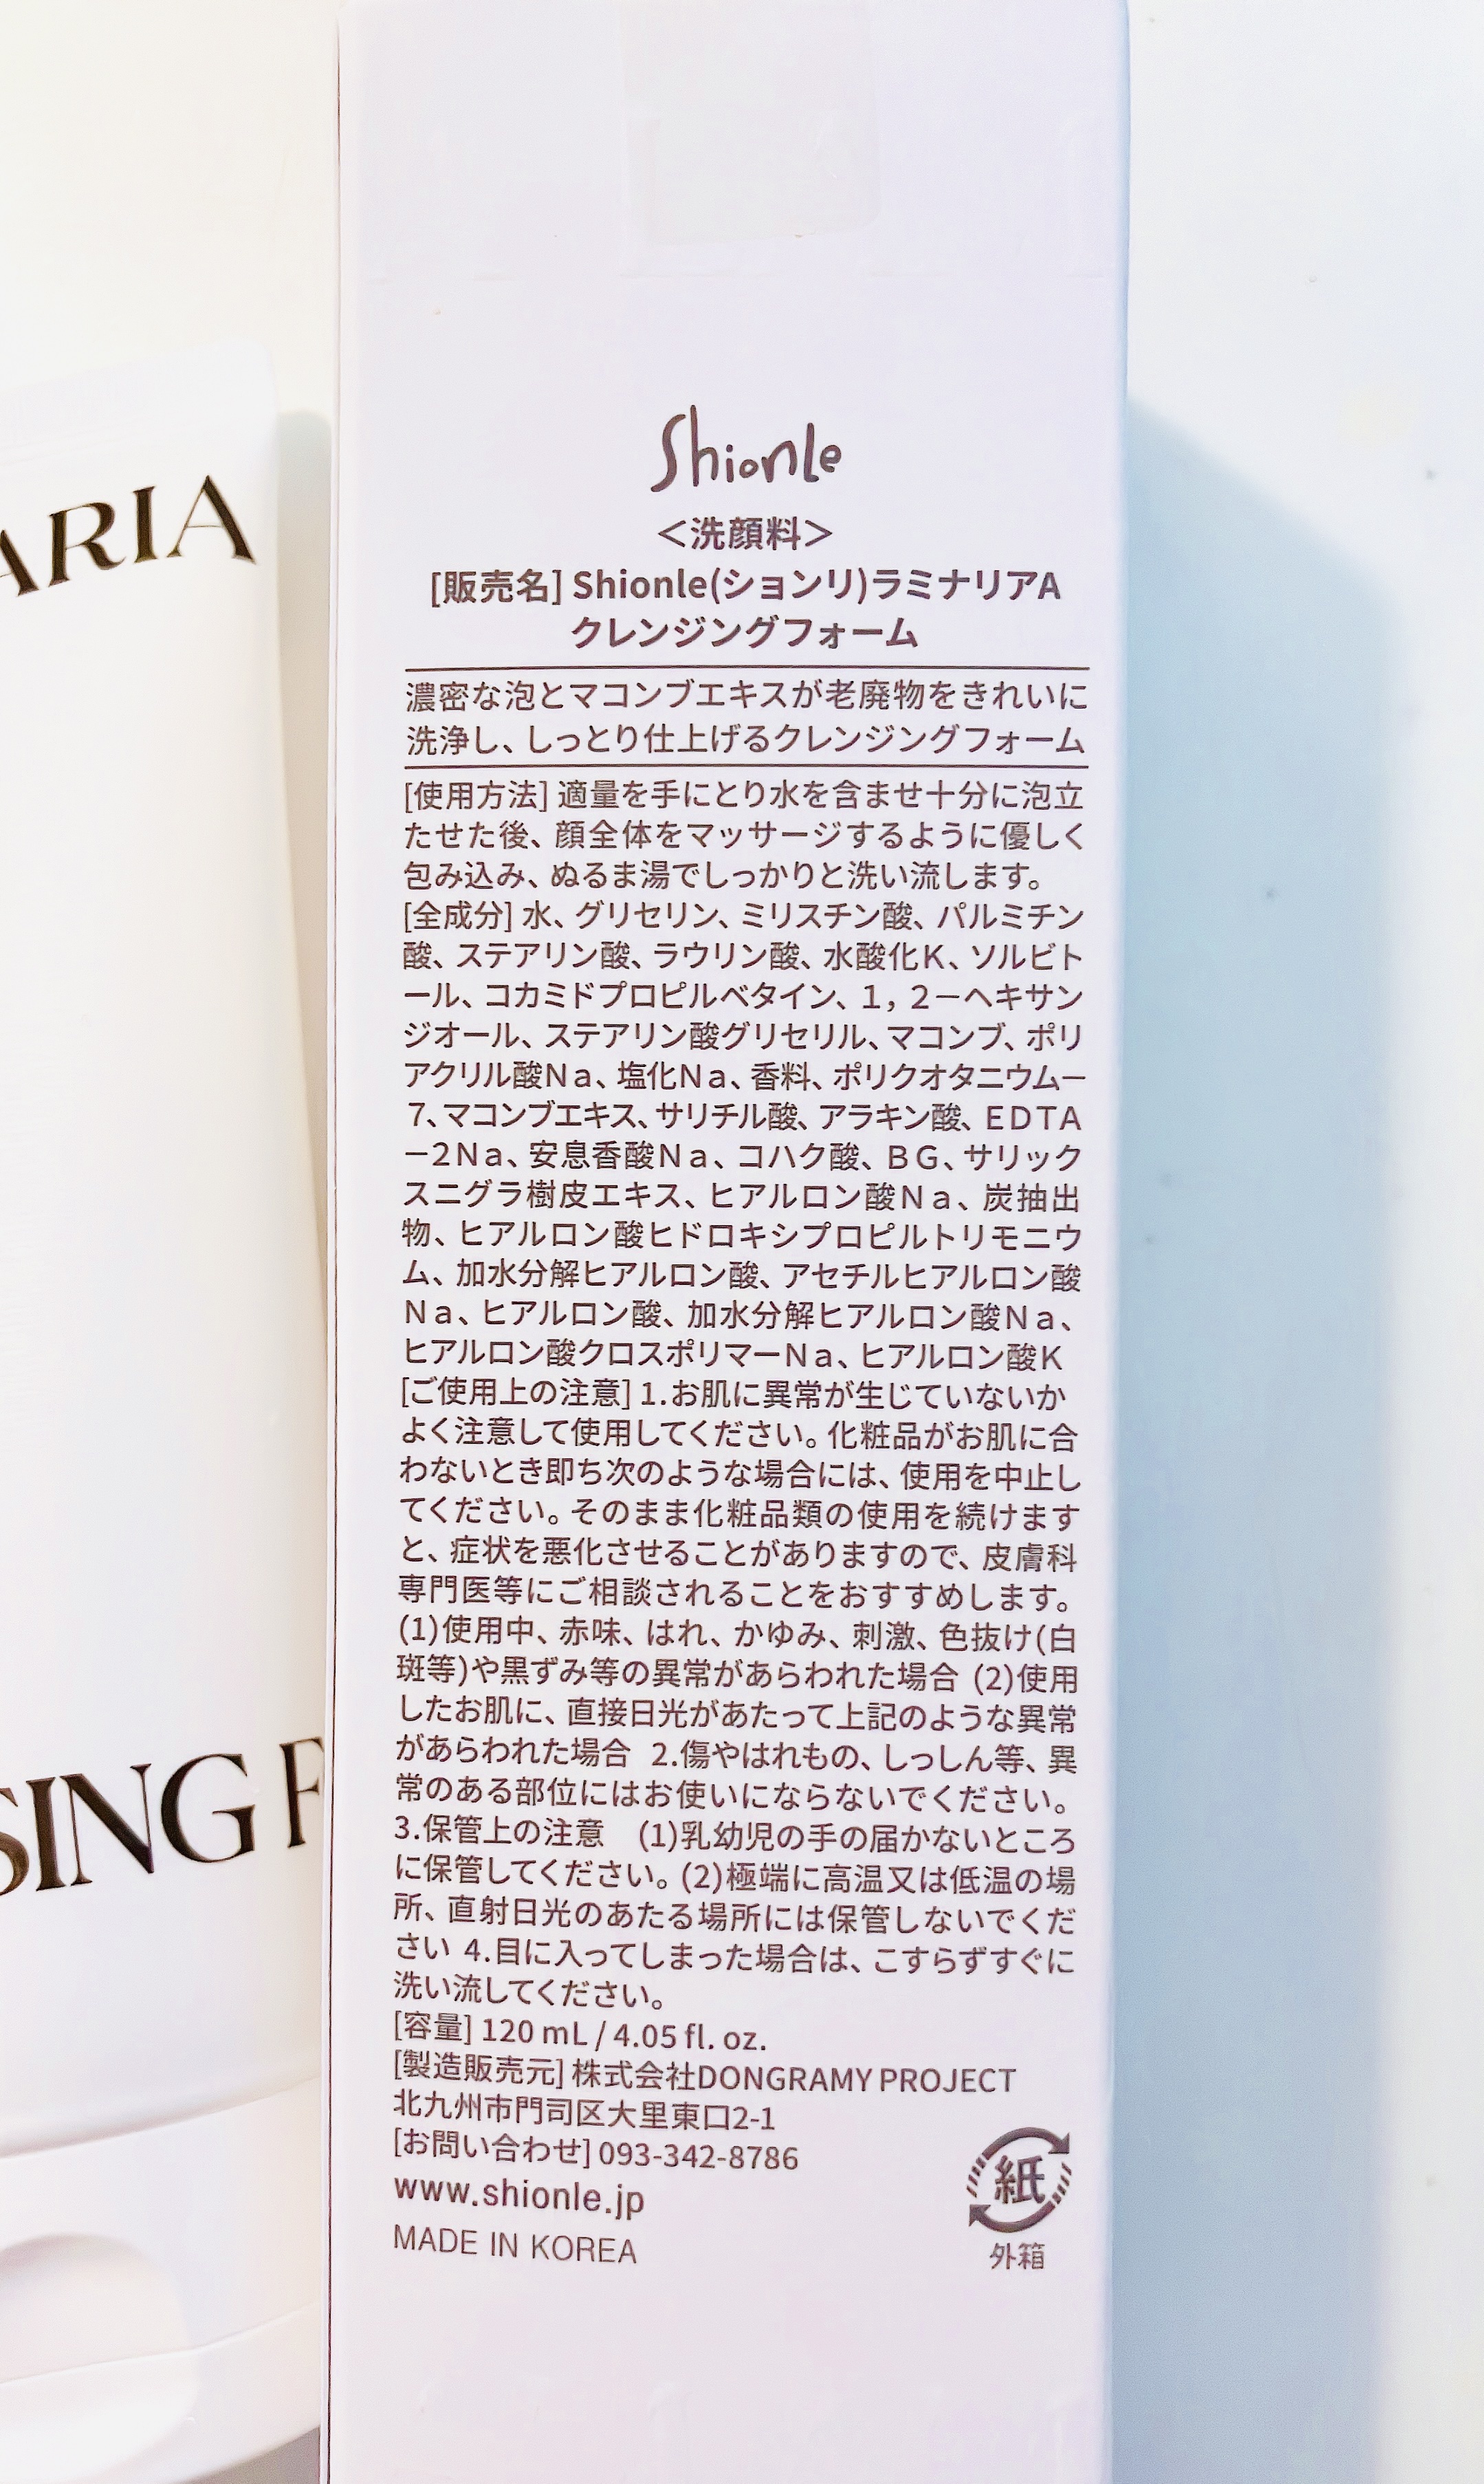 ARIA
SING F
Shionle
＜洗顔料＞
[販売名] Shionle(ションリ)ラミナリアA
クレンジングフォーム
濃密な泡とマコンブエキスが老廃物をきれいに
洗浄し、しっとり仕上げるクレンジングフォーム
[使用方法] 適量を手にとり水を含ませ十分に泡立
たせた後、顔全体をマッサージするように優しく
包み込み、ぬるま湯でしっかりと洗い流します。
[全成分] 水、グリセリン、ミリスチン酸、パルミチン
酸、ステアリン酸、ラウリン酸、水酸化Ｋ、ソルビト
ール、コカミドプロピルベタイン、１，２－ヘキサン
ジオール、ステアリン酸グリセリル、マコンブ、ポリ
アクリル酸Ｎａ、塩化Ｎａ、香料、ポリクオタニウム－
７、マコンブエキス、サリチル酸、アラキン酸、ＥＤＴＡ
－２Ｎａ、安息香酸Ｎａ、コハク酸、ＢＧ、サリック
スニグラ樹皮エキス、ヒアルロン酸Ｎａ、炭抽出
物、ヒアルロン酸ヒドロキシプロピルトリモニウ
ム、加水分解ヒアルロン酸、アセチルヒアルロン酸
Ｎａ、ヒアルロン酸、加水分解ヒアルロン酸Ｎａ、
ヒアルロン酸クロスポリマーＮａ、ヒアルロン酸Ｋ
[ご使用上の注意] 1.お肌に異常が生じていないか
よく注意して使用してください。化粧品がお肌に合
わないとき即ち次のような場合には、使用を中止し
てください。そのまま化粧品類の使用を続けます
と、症状を悪化させることがありますので、皮膚科
専門医等にご相談されることをおすすめします。
(1)使用中、赤味、はれ、かゆみ、刺激、色抜け(白
斑等)や黒ずみ等の異常があらわれた場合 (2)使用
したお肌に、直接日光があたって上記のような異常
があらわれた場合 2.傷やはれもの、しっしん等、異
常のある部位にはお使いにならないでください。
3.保管上の注意　(1)乳幼児の手の届かないところ
に保管してください。(2)極端に高温又は低温の場
所、直射日光のあたる場所には保管しないでくだ
さい 4.目に入ってしまった場合は、こすらずすぐに
洗い流してください。
[容量] 120 mL / 4.05 fl. oz.
[製造販売元] 株式会社DONGRAMY PROJECT
北九州市門司区大里東口2-1
[お問い合わせ] 093-342-8786
www.shionle.jp
MADE IN KOREA
紙
外箱